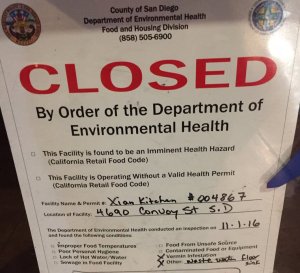 County of San Diego
Department of Environmental Health
Food and Housing Division
(858) 505-6900
CLOSED
By Order of the Department of
Environmental Health
This Facility is found to be an Imminent Health Hazard
(California Retail Food Code)
This Facility is Operating Without a Valid Health Permit
(California Retail Food Code)
Facility Name & Permit #: Xian Kitchen #004867
Location of Facility: 4690 Convoy St S.D
The Department of Environmental Health conducted an inspection on 11.1.16
and found the following conditions:
Improper Food Temperatures
Poor Personal Hygiene
Lack of Hot Water/Water
Sewage in Food Facility
Food From Unsafe Source
Contaminated Food or Equipment
Vermin Infestation
Other: Waste water floor